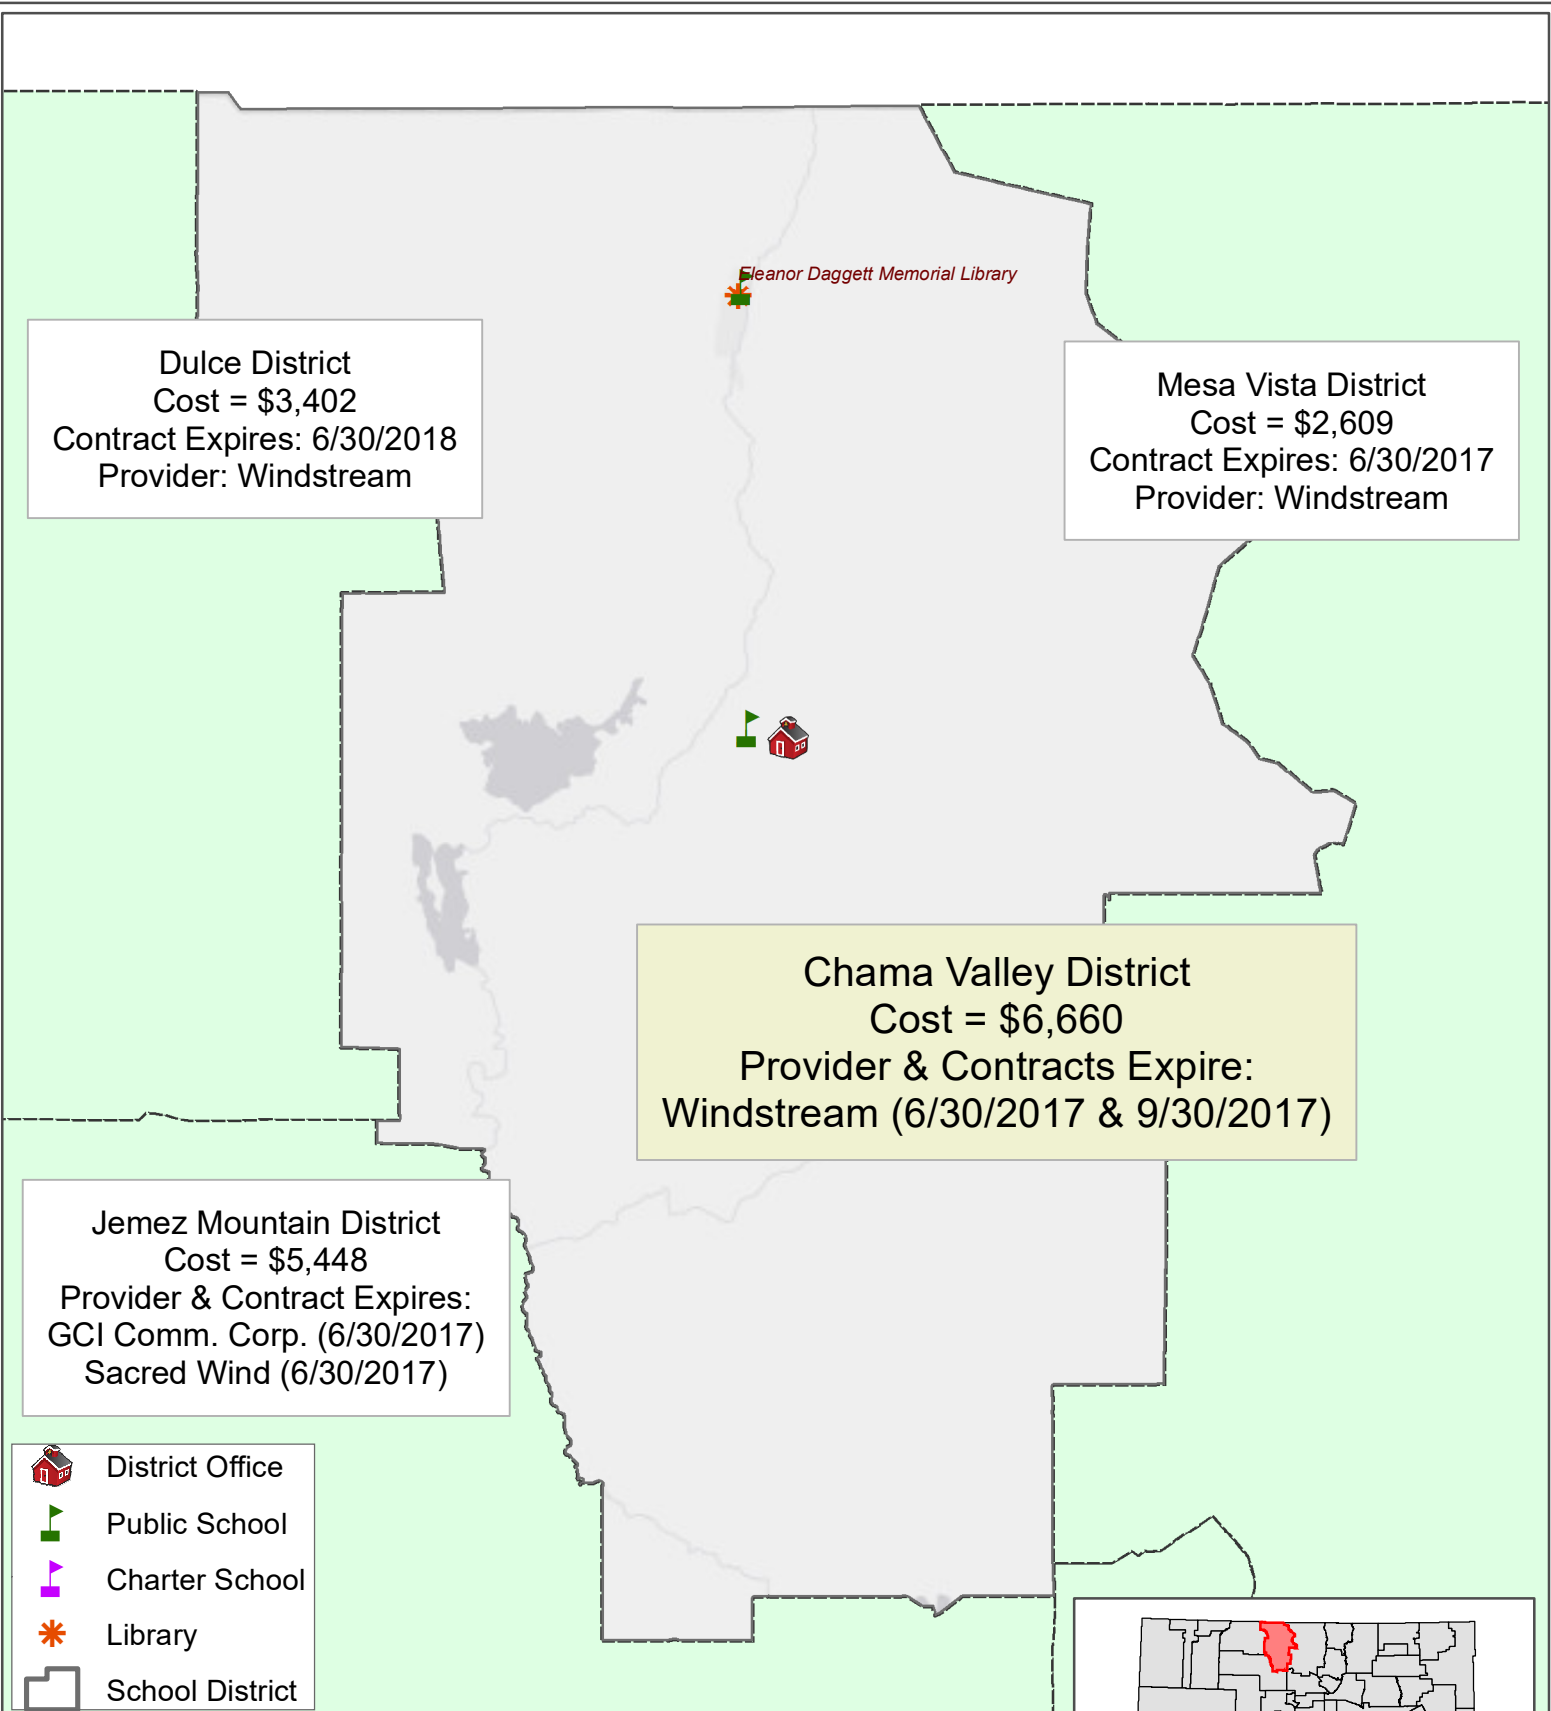 Eleanor Daggett Memorial Library
Dulce District
Cost = $3,402
Contract Expires: 6/30/2018
Provider: Windstream
Mesa Vista District
Cost = $2,609
Contract Expires: 6/30/2017
Provider: Windstream
Chama Valley District
Cost = $6,660
Provider & Contracts Expire:
Windstream (6/30/2017 & 9/30/2017)
Jemez Mountain District
Cost = $5,448
Provider & Contract Expires:
GCI Comm. Corp. (6/30/2017)
Sacred Wind (6/30/2017)
District Office
Public School
Charter School
Library
School District